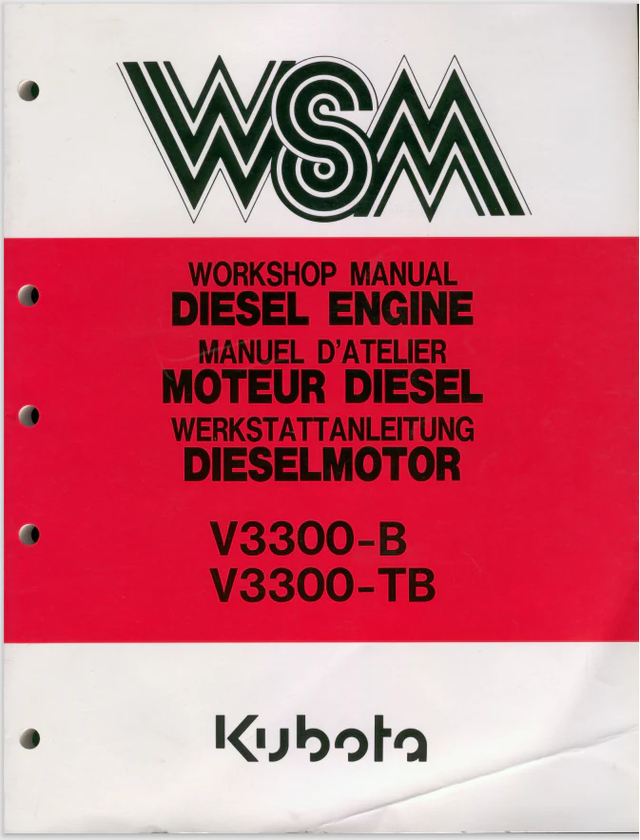 WSM
WORKSHOP MANUAL
DIESEL ENGINE
MANUEL D'ATELIER
MOTEUR DIESEL
WERKSTATTANLEITUNG
DIESELMOTOR
V3300-B
V3300-TB
Kubota